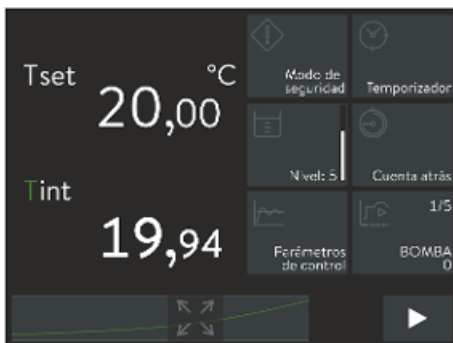 Tset
°C
20,00
Tint
19,94
Modo de
seguridad
Temporizador
Nivel: 5
Cuenta atrás
Parámetros
de control
1/5
BOMBA
0